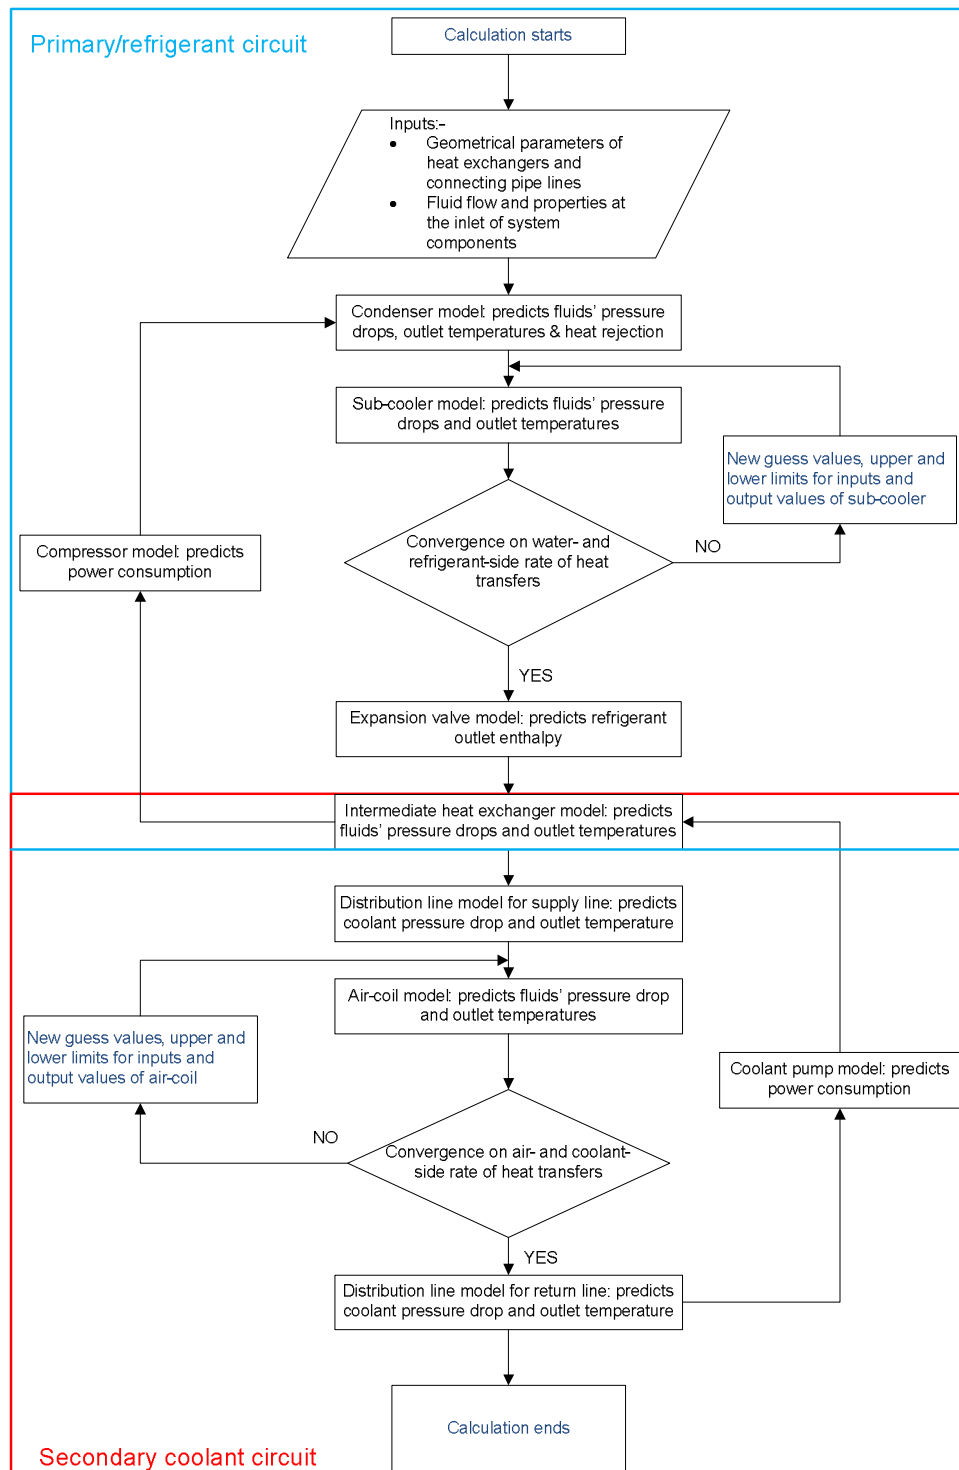 Primary/refrigerant circuit
Calculation starts
Inputs:-
• Geometrical parameters of
heat exchangers and
connecting pipe lines
• Fluid flow and properties at
the inlet of system
components
Condenser model: predicts fluids' pressure
drops, outlet temperatures & heat rejection
Sub-cooler model: predicts fluids' pressure
drops and outlet temperatures
New guess values, upper and
lower limits for inputs and
output values of sub-cooler
Convergence on water- and
refrigerant-side rate of heat
transfers
NO
Compressor model: predicts
power consumption
YES
Expansion valve model: predicts refrigerant
outlet enthalpy
Intermediate heat exchanger model: predicts
fluids' pressure drops and outlet temperatures
Distribution line model for supply line: predicts
coolant pressure drop and outlet temperature
Air-coil model: predicts fluids' pressure drop
and outlet temperatures
New guess values, upper and
lower limits for inputs and
output values of air-coil
Coolant pump model: predicts
power consumption
NO
Convergence on air- and coolant-
side rate of heat transfers
YES
Distribution line model for return line: predicts
coolant pressure drop and outlet temperature
Calculation ends
Secondary coolant circuit